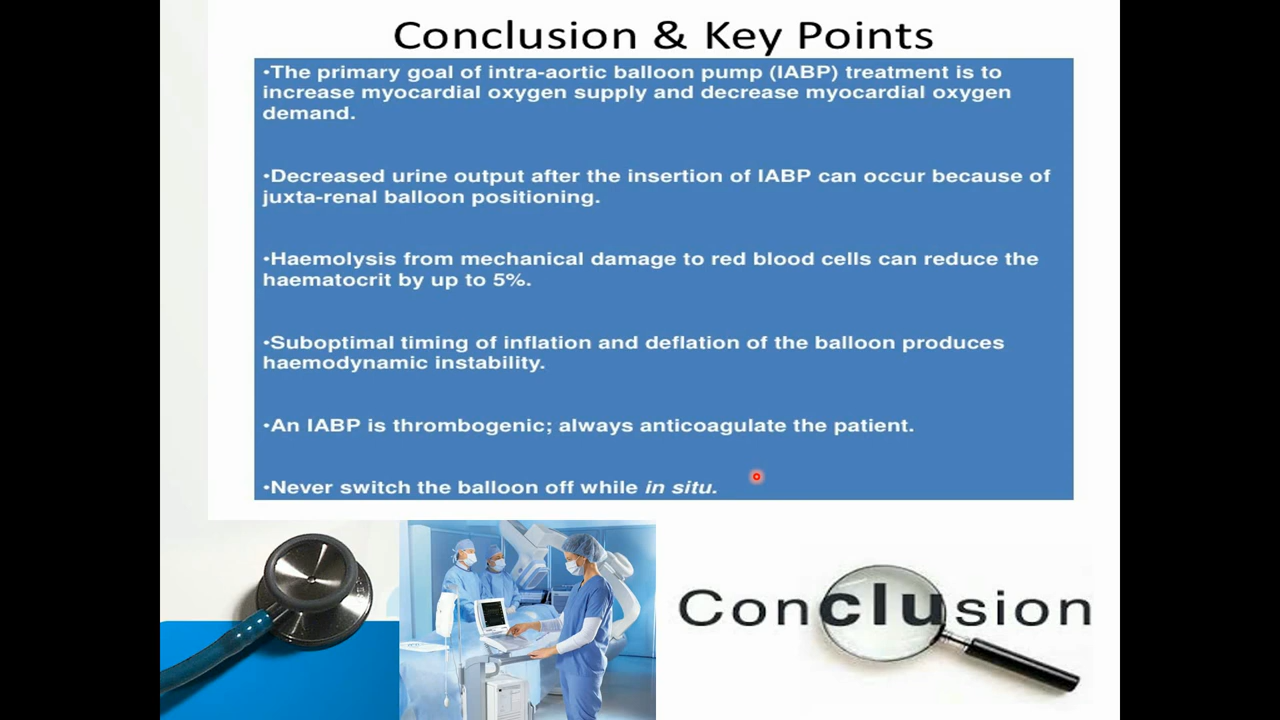 Conclusion & Key Points
•The primary goal of intra-aortic balloon pump (IABP) treatment is to
increase myocardial oxygen supply and decrease myocardial oxygen
demand.
•Decreased urine output after the insertion of IABP can occur because of
juxta-renal balloon positioning.
•Haemolysis from mechanical damage to red blood cells can reduce the
haematocrit by up to 5%.
•Suboptimal timing of inflation and deflation of the balloon produces
haemodynamic instability.
•An IABP is thrombogenic; always anticoagulate the patient.
•Never switch the balloon off while in situ.
Conclusion